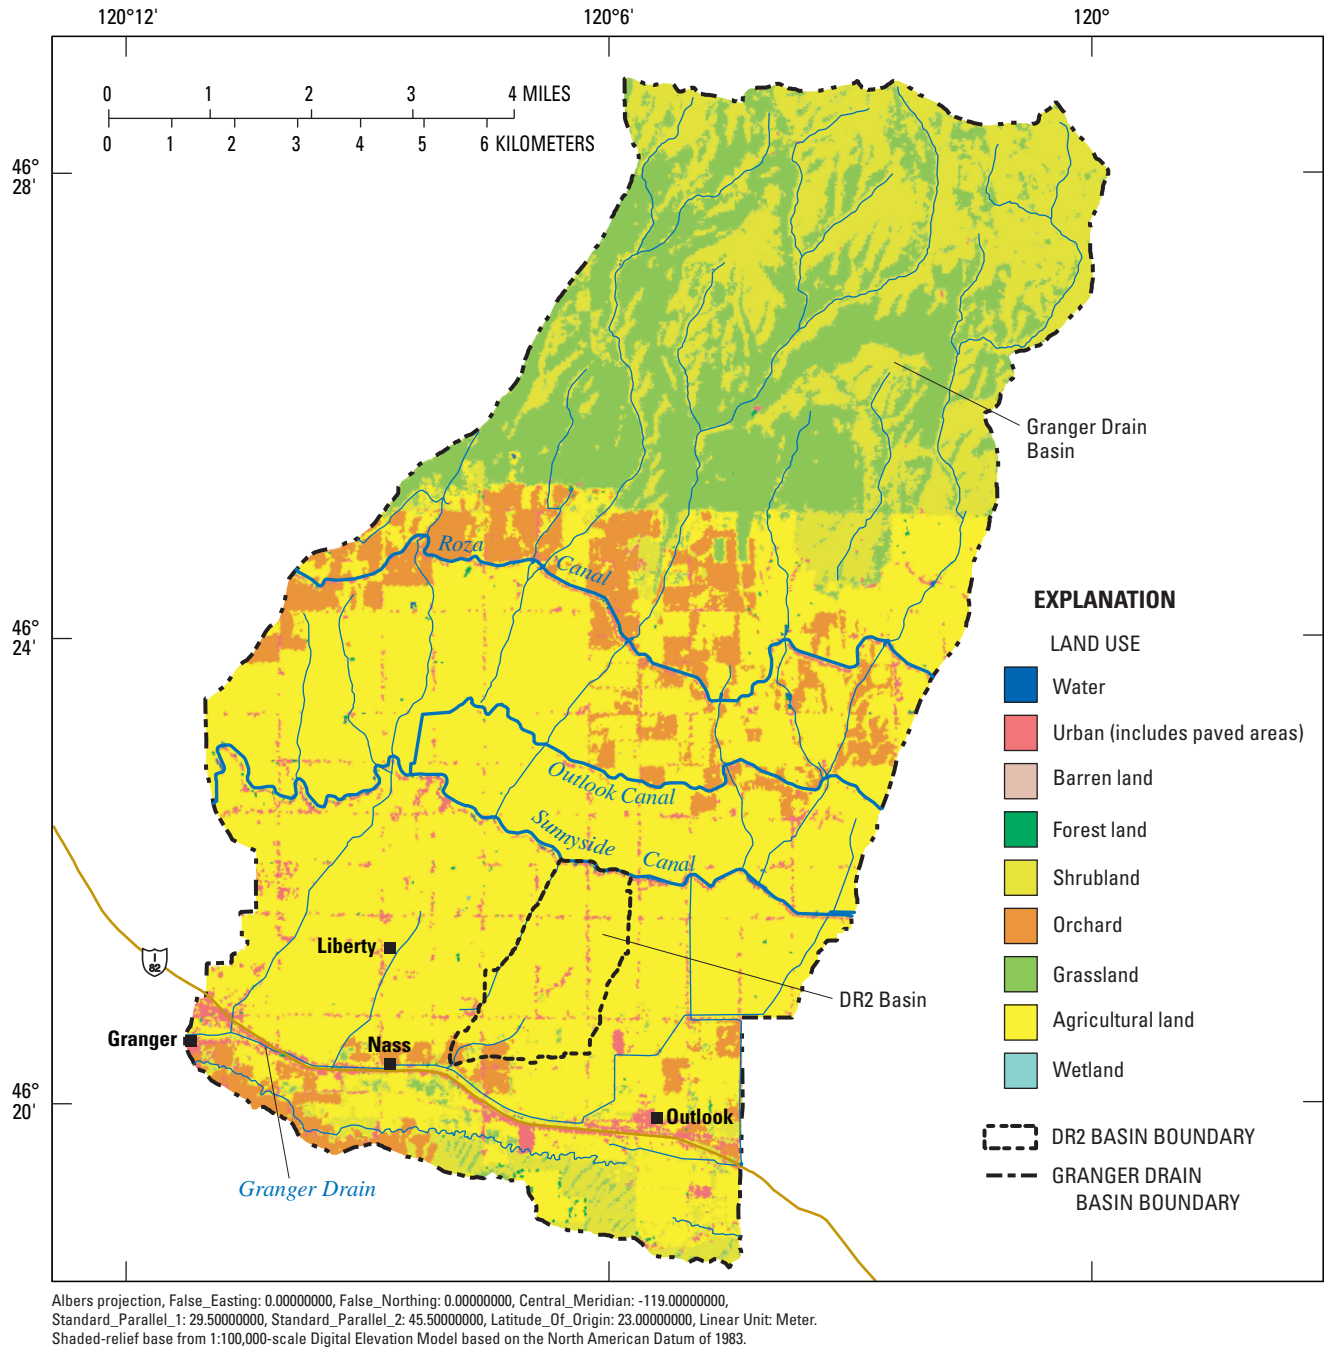 120°12'
120°6'
120°
0 1 2 3 4 MILES
0 1 2 3 4 5 6 KILOMETERS
46°
28'
Granger Drain
Basin
Roza
Canal
46°
24'
EXPLANATION
LAND USE
Water
Urban (includes paved areas)
Barren land
Forest land
Shrubland
Orchard
Grassland
Agricultural land
Wetland
DR2 BASIN BOUNDARY
GRANGER DRAIN
BASIN BOUNDARY
Outlook Canal
Sunnyside
Canal
Liberty
I
82
DR2 Basin
Granger
Nass
46°
20'
Outlook
Granger Drain
Albers projection, False_Easting: 0.00000000, False_Northing: 0.00000000, Central_Meridian: -119.00000000,
Standard_Parallel_1: 29.50000000, Standard_Parallel_2: 45.50000000, Latitude_Of_Origin: 23.00000000, Linear Unit: Meter.
Shaded-relief base from 1:100,000-scale Digital Elevation Model based on the North American Datum of 1983.